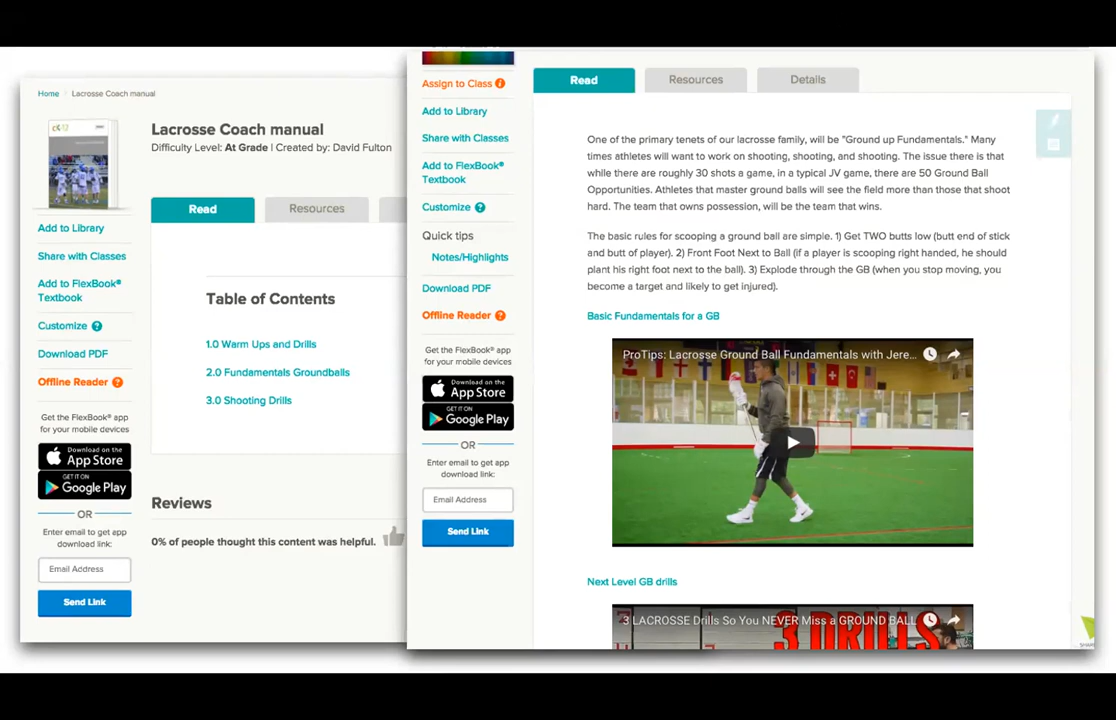 Home
Lacrosse Coach manual
ck-12
Lacrosse Coach manual
Difficulty Level: At Grade | Created by: David Fulton
Read
Resources
Add to Library
Share with Classes
Add to FlexBook®
Textbook
Customize ?
Download PDF
Offline Reader ?
Get the FlexBook® app
for your mobile devices
Download on the
App Store
GET IT ON
Google Play
OR
Enter email to get app
download link:
Email Address
Send Link
Table of Contents
1.0 Warm Ups and Drills
2.0 Fundamentals Groundballs
3.0 Shooting Drills
Reviews
0% of people thought this content was helpful.
Assign to Class i
Add to Library
Share with Classes
Add to FlexBook®
Textbook
Customize ?
Quick tips
Notes/Highlights
Download PDF
Offline Reader ?
Get the FlexBook® app
for your mobile devices
Download on the
App Store
GET IT ON
Google Play
OR
Enter email to get app
download link:
Email Address
Send Link
Read
Resources
Details
One of the primary tenets of our lacrosse family, will be "Ground up Fundamentals." Many
times athletes will want to work on shooting, shooting, and shooting. The issue there is that
while there are roughly 30 shots a game, in a typical JV game, there are 50 Ground Ball
Opportunities. Athletes that master ground balls will see the field more than those that shoot
hard. The team that owns possession, will be the team that wins.
The basic rules for scooping a ground ball are simple. 1) Get TWO butts low (butt end of stick
and butt of player). 2) Front Foot Next to Ball (if a player is scooping right handed, he should
plant his right foot next to the ball). 3) Explode through the GB (when you stop moving, you
become a target and likely to get injured).
Basic Fundamentals for a GB
ProTips: Lacrosse Ground Ball Fundamentals with Jere...
Next Level GB drills
3 LACROSSE Drills So You NEVER Miss a GROUND BALL
3 DRILLS